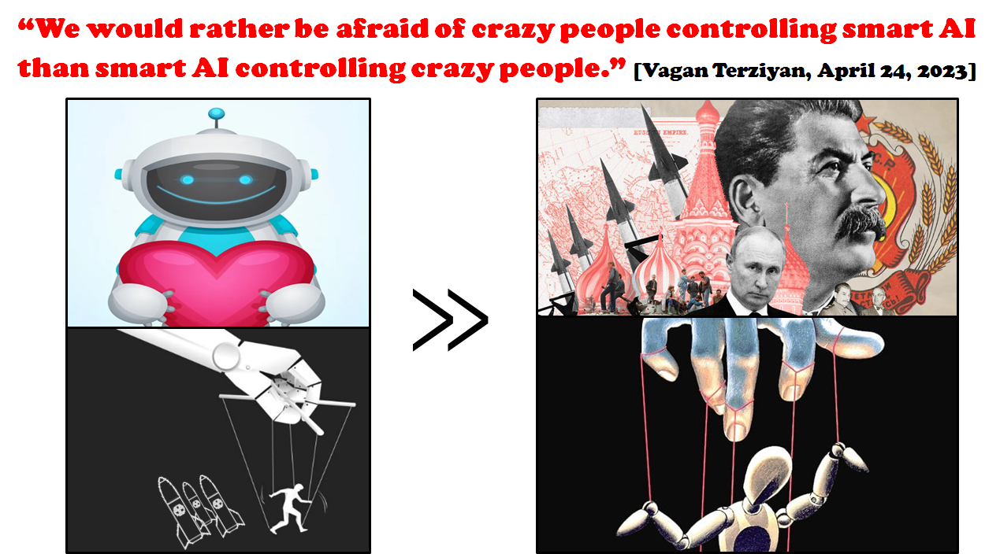 “We would rather be afraid of crazy people controlling smart AI
than smart AI controlling crazy people.” [Vagan Terziyan, April 24, 2023]
EMPIRE.
С.Р.